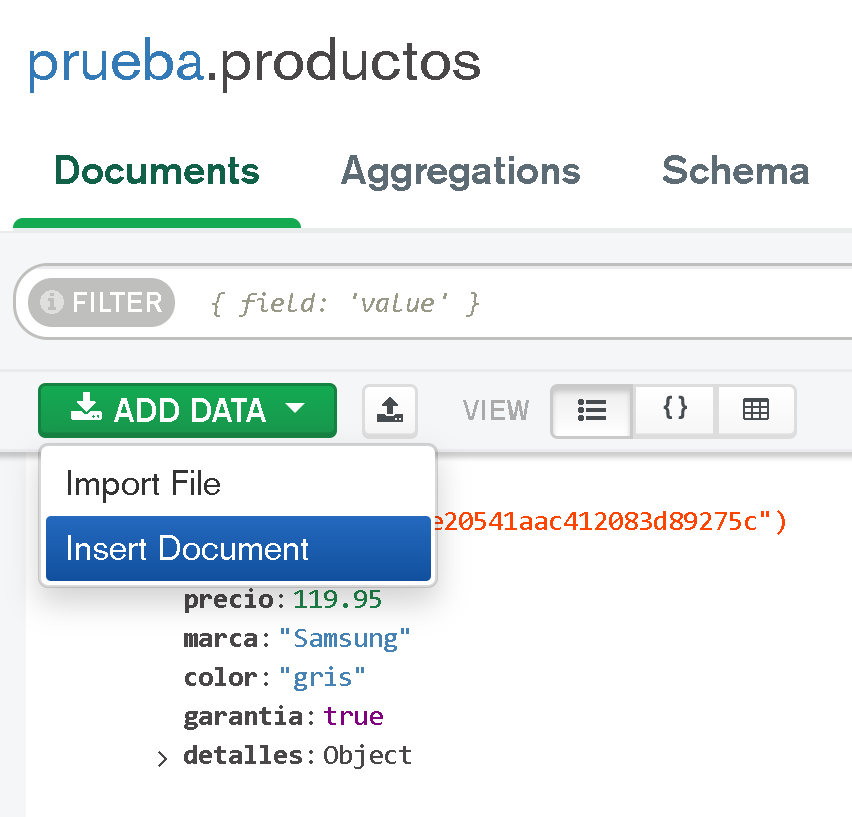 prueba.productos
Documents Aggregations Schema
FILTER { field: 'value' }
ADD DATA VIEW {}
Import File
Insert Document
e20541aac412083d89275c")
precio: 119.95
marca: "Samsung"
color: "gris"
garantia: true
detalles: Object